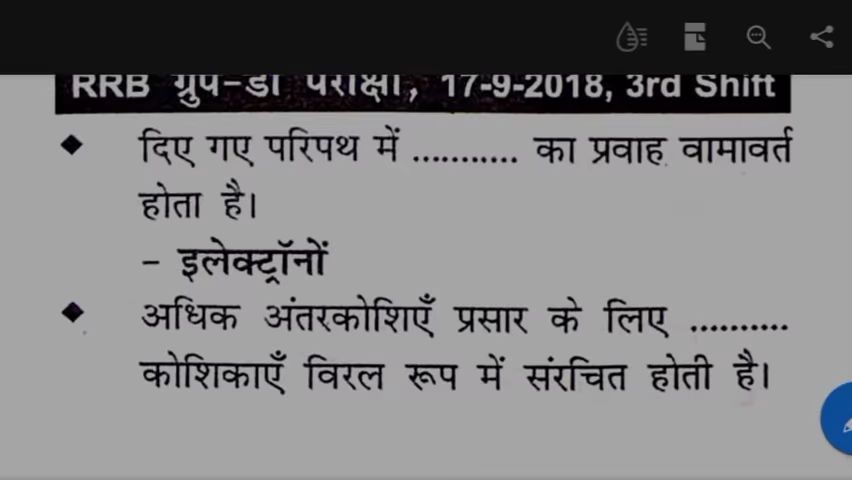 RRB ग्रुप-डी परीक्षा, 17-9-2018, 3rd Shift
◆ दिए गए परिपथ में ........... का प्रवाह वामावर्त
होता है।
– इलेक्ट्रॉनों
◆ अधिक अंतरकोशिएँ प्रसार के लिए ..........
कोशिकाएँ विरल रूप में संरचित होती है।